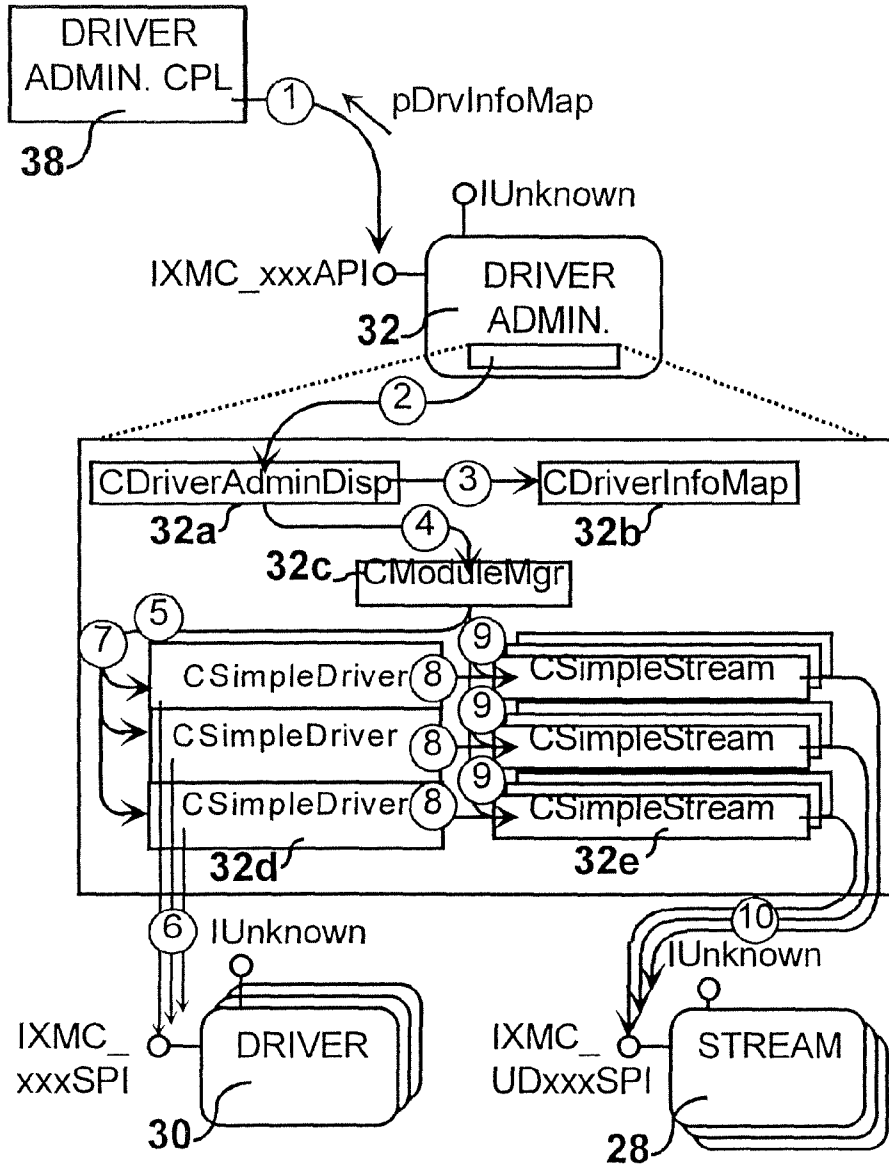 DRIVER
ADMIN. CPL
1
pDrvInfoMap
38
IUnknown
IXMC_xxxAPI
DRIVER
ADMIN.
32
2
CDriverAdminDisp
3
CDriverInfoMap
32a
4
32b
32c
CModuleMgr
5
7
9
CSimpleDriver
8
CSimpleStream
9
CSimpleDriver
8
CSimpleStream
9
CSimpleDriver
8
CSimpleStream
32d
32e
6
IUnknown
10
IUnknown
IXMC_
xxxSPI
DRIVER
30
IXMC_
UDxxxSPI
STREAM
28